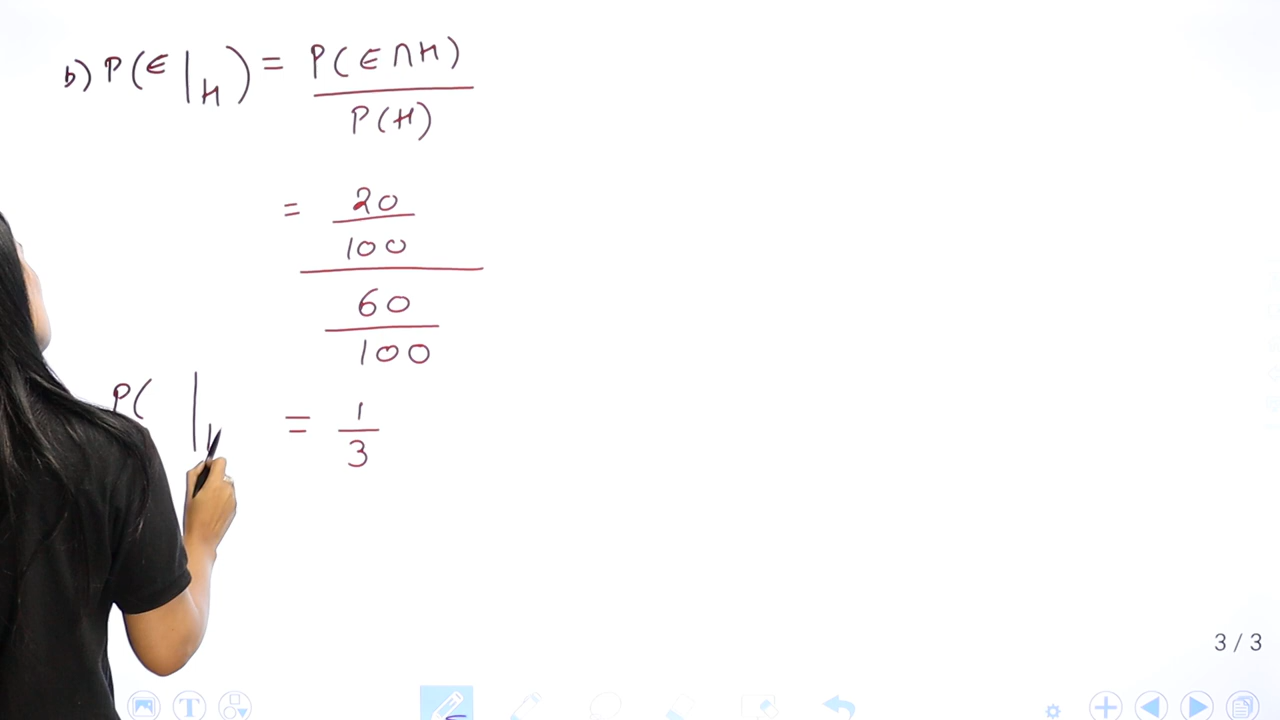 b) P(E|H) = P(E∩H)
P(H)
= 20
100
60
100
P( | = 1
3
3 / 3
T